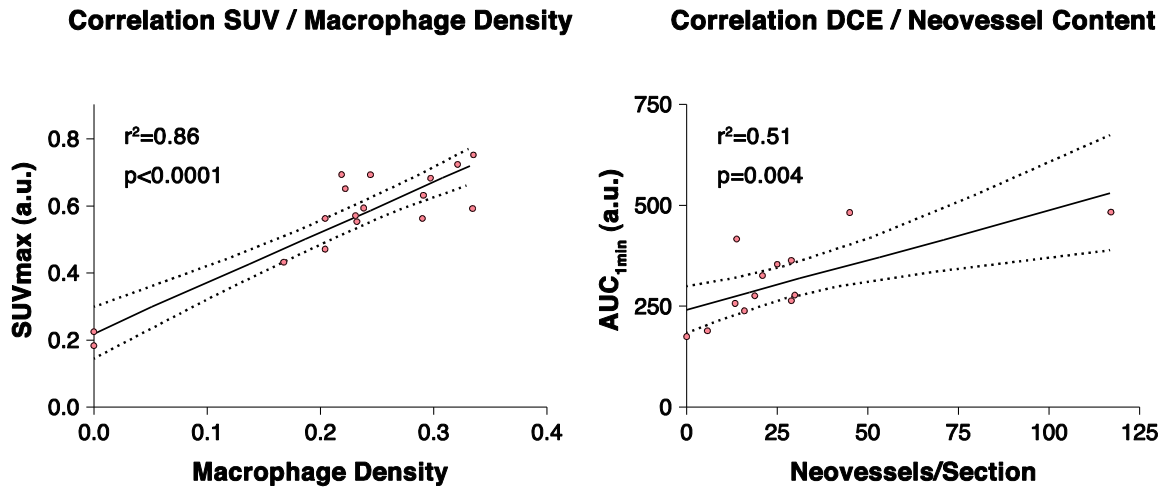 Correlation SUV / Macrophage Density
r²=0.86
p<0.0001
SUVmax (a.u.)
0.8
0.6
0.4
0.2
0.0
0.0 0.1 0.2 0.3 0.4
Macrophage Density
Correlation DCE / Neovessel Content
r²=0.51
p=0.004
AUC1min (a.u.)
750
500
250
0
0 25 50 75 100 125
Neovessels/Section